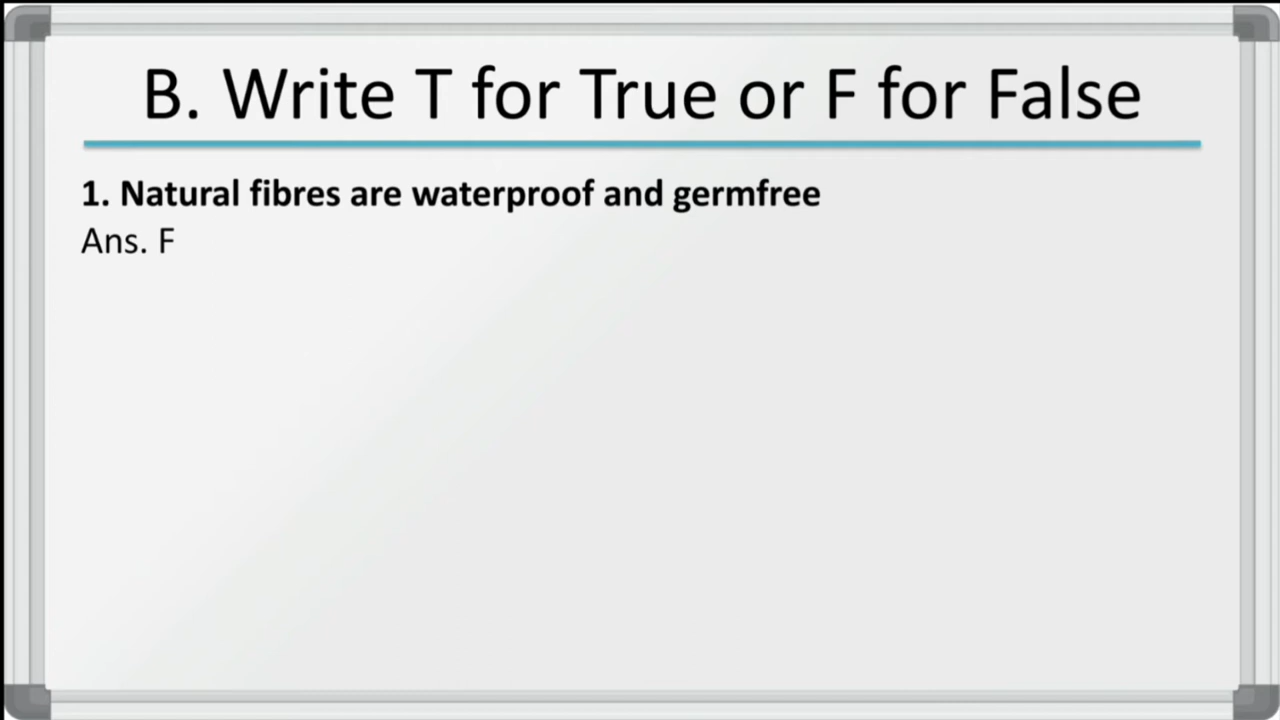 B. Write T for True or F for False
1. Natural fibres are waterproof and germfree
Ans. F